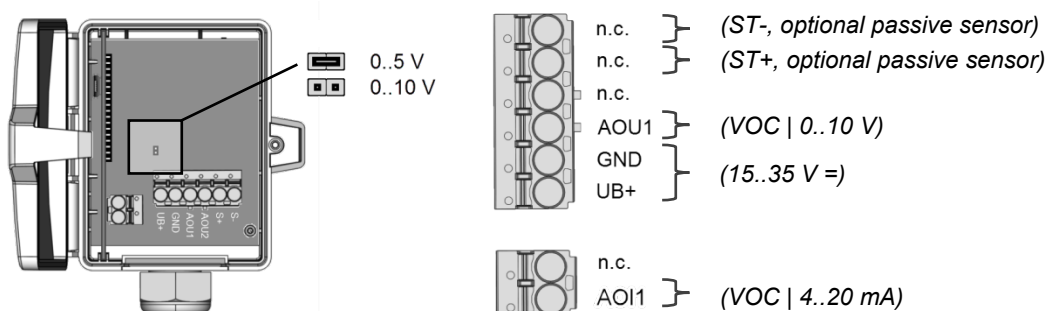 0..5 V
0..10 V
UB+
GND
AOU1
AOU2
S+
S-
n.c. (ST-, optional passive sensor)
n.c. (ST+, optional passive sensor)
n.c.
AOU1 (VOC | 0..10 V)
GND
UB+
(15..35 V =)
n.c.
AOI1 (VOC | 4..20 mA)